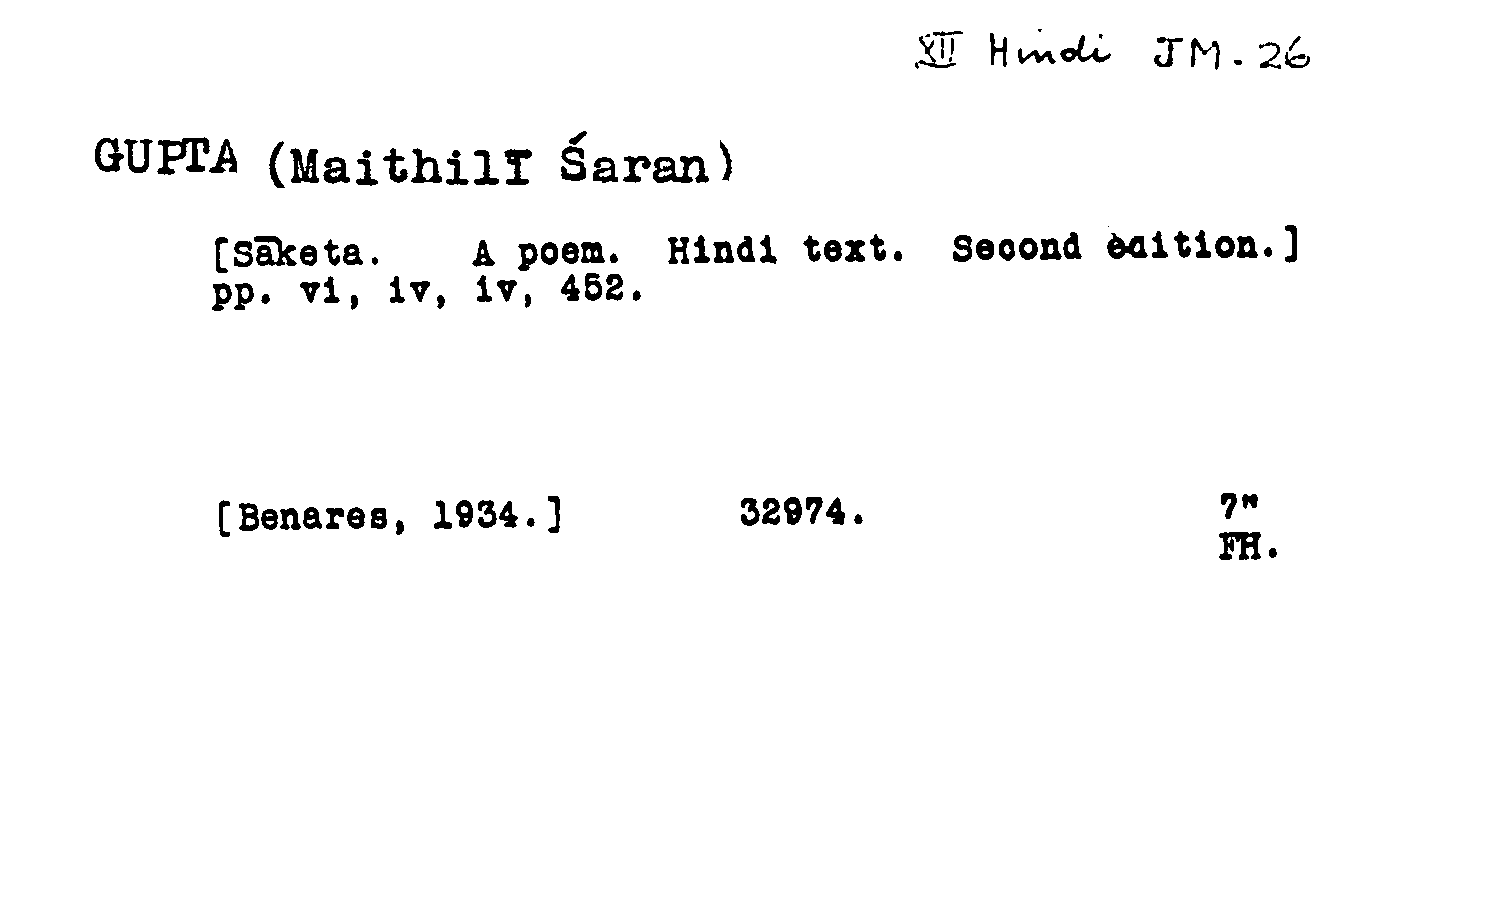 XII Hindi JM. 26
GUPTA (Maithilī Śaran)
[Sāketa. A poem. Hindi text. Second edition.]
pp. vi, iv, iv, 452.
[Benares, 1934.] 32974. 7"
FH.